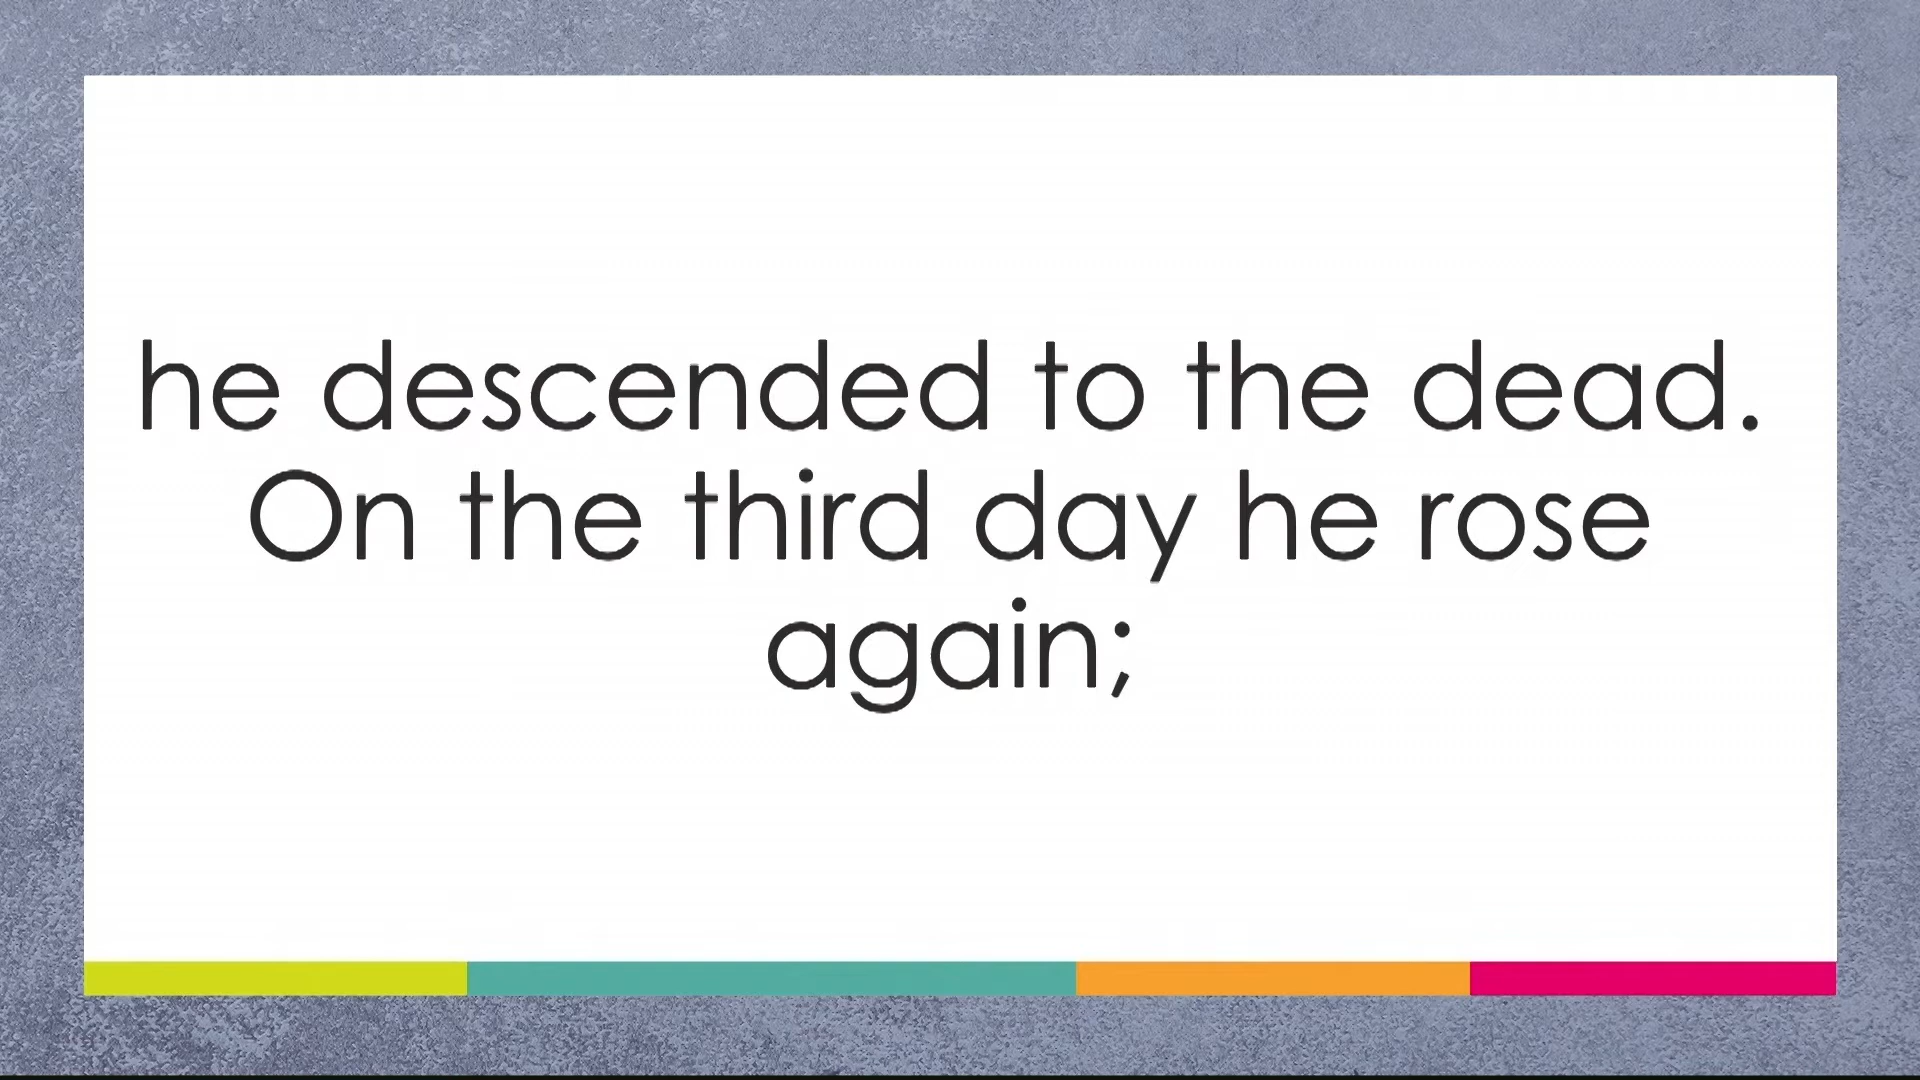 he descended to the dead.
On the third day he rose
again;